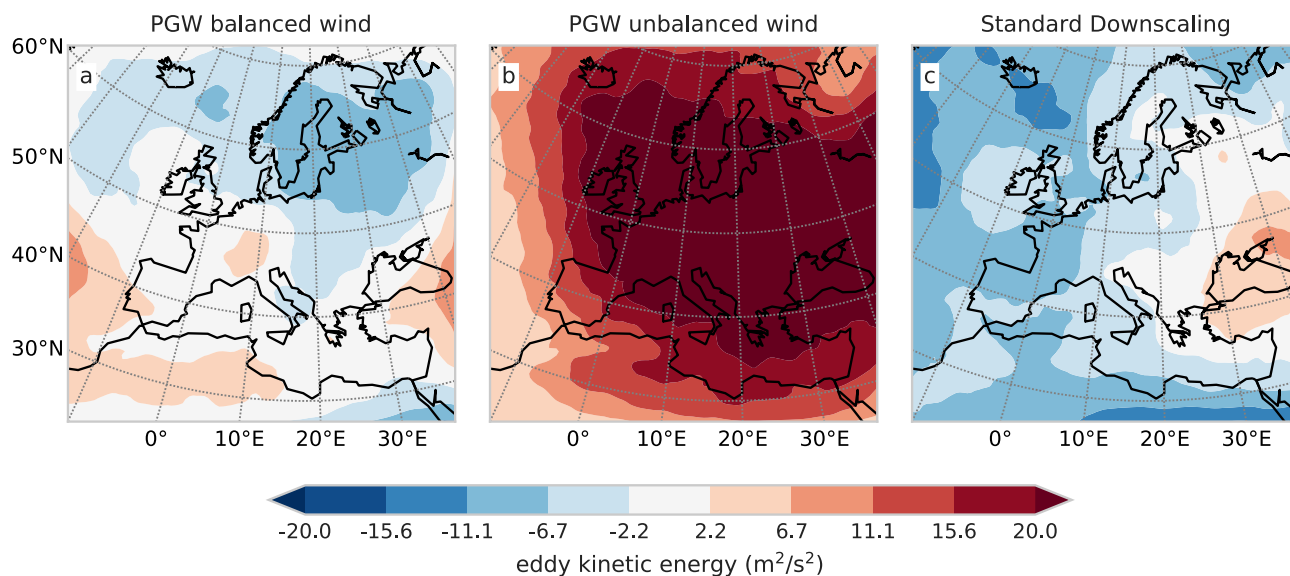 PGW balanced wind PGW unbalanced wind Standard Downscaling
60°N a b c
50°N
40°N
30°N
0° 10°E 20°E 30°E 0° 10°E 20°E 30°E 0° 10°E 20°E 30°E
-20.0 -15.6 -11.1 -6.7 -2.2 2.2 6.7 11.1 15.6 20.0
eddy kinetic energy (m²/s²)